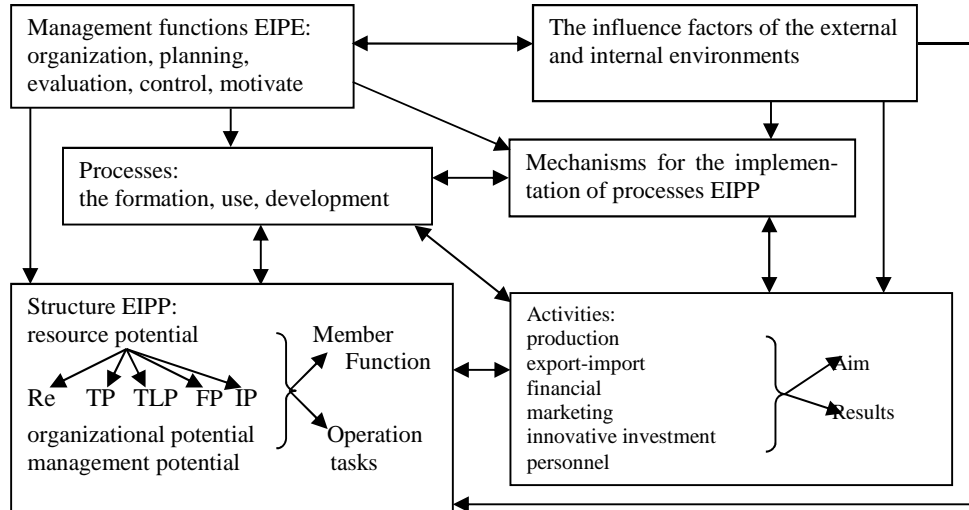 Management functions EIPE:
organization, planning,
evaluation, control, motivate
The influence factors of the external
and internal environments
Processes:
the formation, use, development
Mechanisms for the implemen-
tation of processes EIPP
Structure EIPP:
resource potential
Re TP TLP FP IP
organizational potential
management potential
Member
Function
Operation
tasks
Activities:
production
export-import
financial
marketing
innovative investment
personnel
Aim
Results